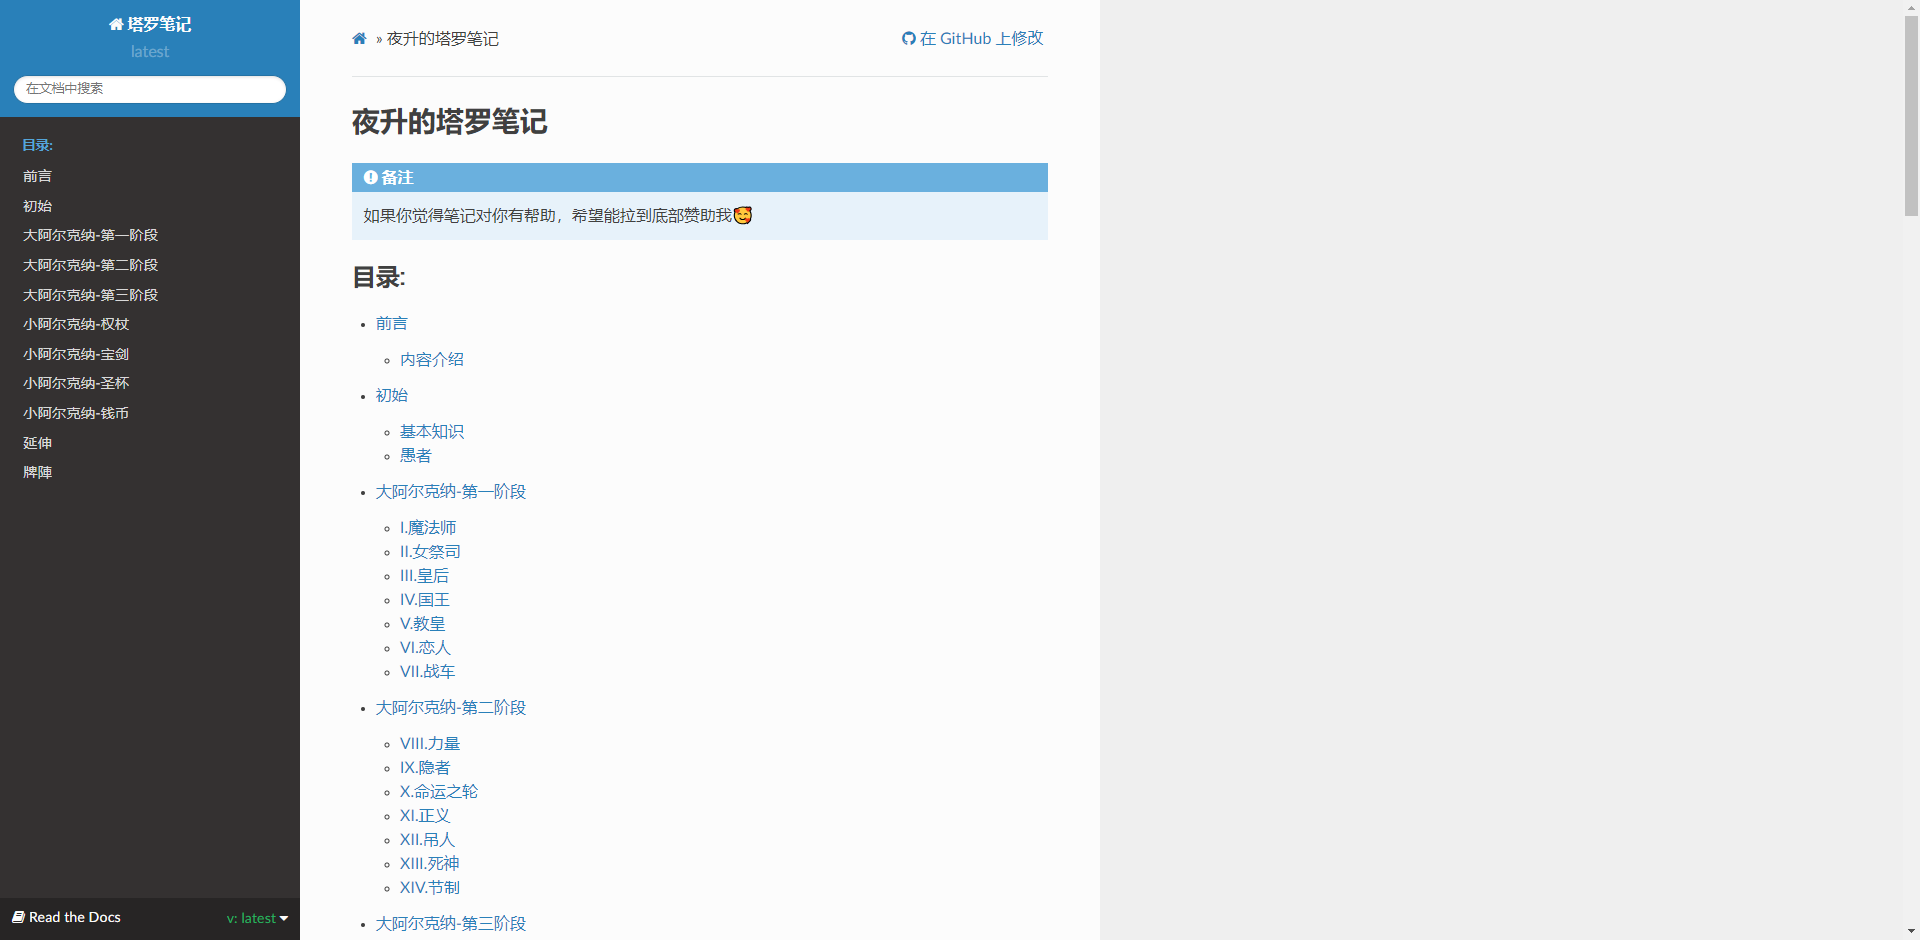 塔罗笔记
latest
在文档中搜索
目录:
前言
初始
大阿尔克纳-第一阶段
大阿尔克纳-第二阶段
大阿尔克纳-第三阶段
小阿尔克纳-权杖
小阿尔克纳-宝剑
小阿尔克纳-圣杯
小阿尔克纳-钱币
延伸
牌陣
Read the Docs
v: latest
» 夜升的塔罗笔记
在 GitHub 上修改
夜升的塔罗笔记
备注
如果你觉得笔记对你有帮助，希望能拉到底部赞助我🥰
目录:
前言
内容介绍
初始
基本知识
愚者
大阿尔克纳-第一阶段
I.魔法师
II.女祭司
III.皇后
IV.国王
V.教皇
VI.恋人
VII.战车
大阿尔克纳-第二阶段
VIII.力量
IX.隐者
X.命运之轮
XI.正义
XII.吊人
XIII.死神
XIV.节制
大阿尔克纳-第三阶段